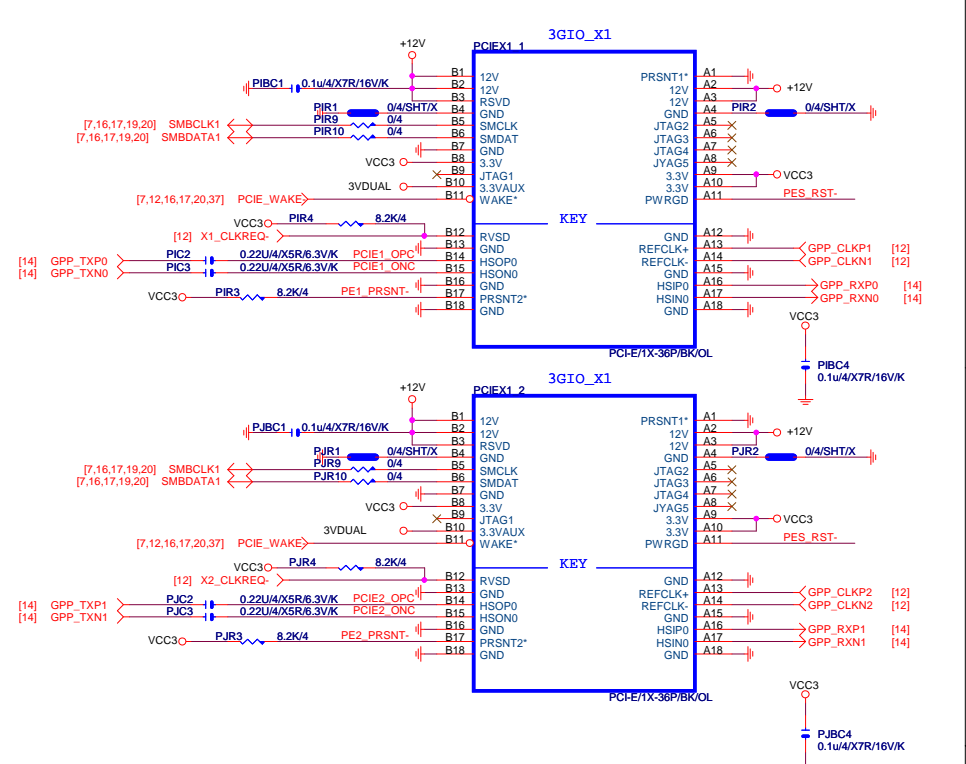 3GIO_X1
+12V
PCIEX1_1
PIBC1 0.1u/4/X7R/16V/K B1 12V PRSNT1* A1
B2 12V 12V A2 +12V
B3 RSVD 12V A3
PIR1 0/4/SHT/X B4 GND GND A4 PIR2 0/4/SHT/X
[7,16,17,19,20] SMBCLK1 PIR9 0/4 B5 SMCLK JTAG2 A5
[7,16,17,19,20] SMBDATA1 PIR10 0/4 B6 SMDAT JTAG3 A6
B7 GND JTAG4 A7
VCC3 B8 3.3V JYAG5 A8
B9 JTAG1 3.3V A9 VCC3
3VDUAL B10 3.3VAUX 3.3V A10
[7,12,16,17,20,37] PCIE_WAKE B11 WAKE* PWRGD A11 PES_RST-
KEY
VCC3 PIR4 8.2K/4
[12] X1_CLKREQ- B12 RVSD GND A12
B13 GND REFCLK+ A13 GPP_CLKP1 [12]
[14] GPP_TXP0 PIC2 0.22U/4/X5R/6.3V/K PCIE1_OPC B14 HSOP0 REFCLK- A14 GPP_CLKN1 [12]
[14] GPP_TXN0 PIC3 0.22U/4/X5R/6.3V/K PCIE1_ONC B15 HSON0 GND A15
B16 GND HSIP0 A16 GPP_RXP0 [14]
VCC3 PIR3 8.2K/4 PE1_PRSNT- B17 PRSNT2* HSIN0 A17 GPP_RXN0 [14]
B18 GND GND A18
VCC3
PCI-E/1X-36P/BK/OL
PIBC4
0.1u/4/X7R/16V/K
3GIO_X1
+12V
PCIEX1_2
PJBC1 0.1u/4/X7R/16V/K B1 12V PRSNT1* A1
B2 12V 12V A2 +12V
B3 RSVD 12V A3
PJR1 0/4/SHT/X B4 GND GND A4 PJR2 0/4/SHT/X
[7,16,17,19,20] SMBCLK1 PJR9 0/4 B5 SMCLK JTAG2 A5
[7,16,17,19,20] SMBDATA1 PJR10 0/4 B6 SMDAT JTAG3 A6
B7 GND JTAG4 A7
VCC3 B8 3.3V JYAG5 A8
B9 JTAG1 3.3V A9 VCC3
3VDUAL B10 3.3VAUX 3.3V A10
[7,12,16,17,20,37] PCIE_WAKE B11 WAKE* PWRGD A11 PES_RST-
KEY
VCC3 PJR4 8.2K/4
[12] X2_CLKREQ- B12 RVSD GND A12
B13 GND REFCLK+ A13 GPP_CLKP2 [12]
[14] GPP_TXP1 PJC2 0.22U/4/X5R/6.3V/K PCIE2_OPC B14 HSOP0 REFCLK- A14 GPP_CLKN2 [12]
[14] GPP_TXN1 PJC3 0.22U/4/X5R/6.3V/K PCIE2_ONC B15 HSON0 GND A15
B16 GND HSIP0 A16 GPP_RXP1 [14]
VCC3 PJR3 8.2K/4 PE2_PRSNT- B17 PRSNT2* HSIN0 A17 GPP_RXN1 [14]
B18 GND GND A18
VCC3
PCI-E/1X-36P/BK/OL
PJBC4
0.1u/4/X7R/16V/K